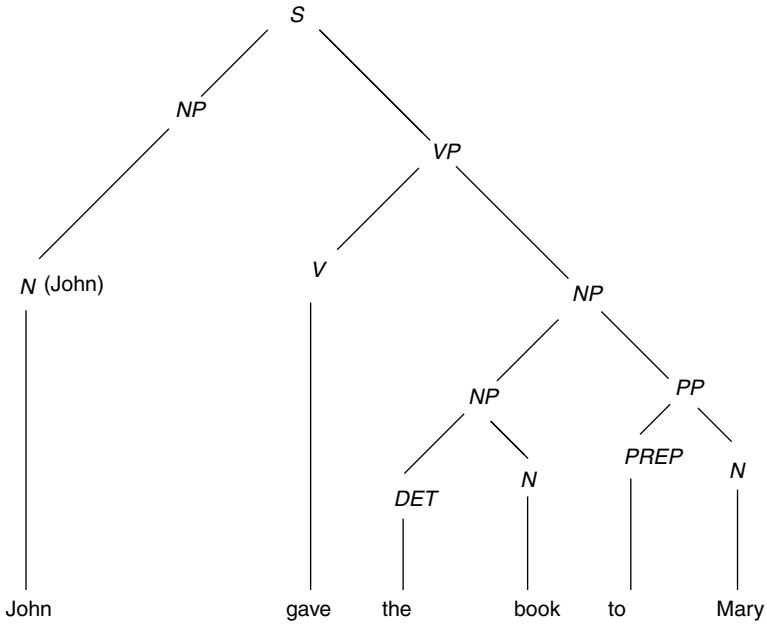 S
NP
VP
V
N (John)
NP
NP
PP
PREP
N
N
DET
John gave the book to Mary